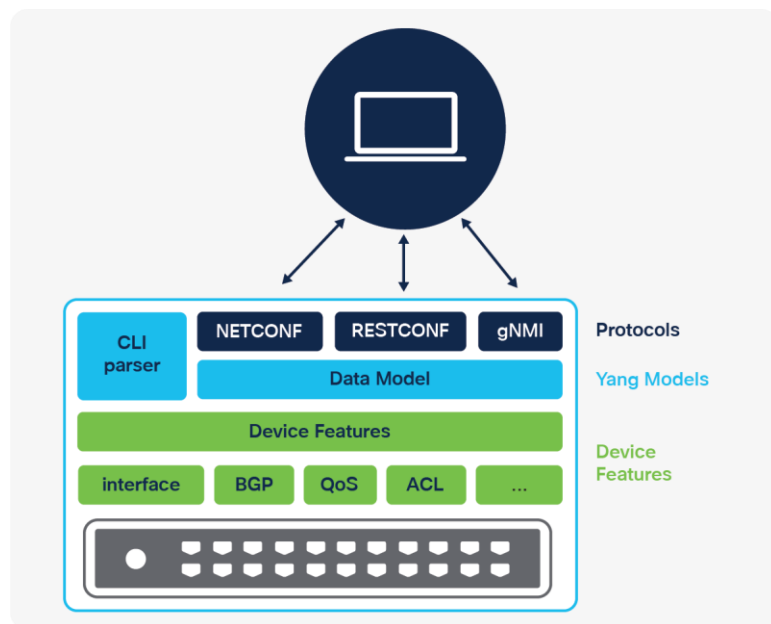 CLI
parser
NETCONF
RESTCONF
gNMI
Protocols
Data Model
Yang Models
Device Features
Device
Features
interface
BGP
QoS
ACL
...